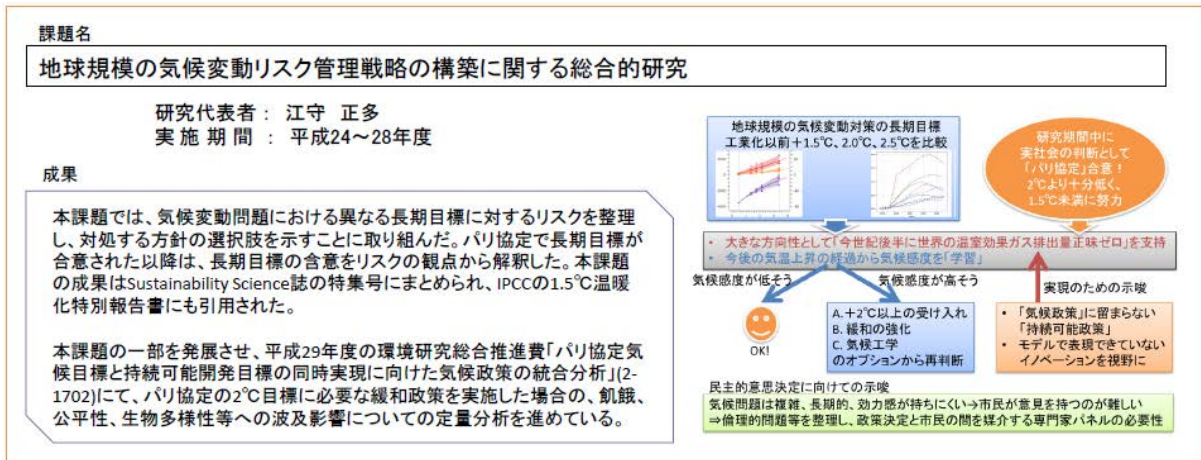 課題名
地球規模の気候変動リスク管理戦略の構築に関する総合的研究
研究代表者： 江守 正多
実施期間 ： 平成24～28年度
成果
本課題では、気候変動問題における異なる長期目標に対するリスクを整理
し、対処する方針の選択肢を示すことに取り組んだ。パリ協定で長期目標が
合意された以降は、長期目標の含意をリスクの観点から解釈した。本課題
の成果はSustainability Science誌の特集号にまとめられ、IPCCの1.5℃温暖
化特別報告書にも引用された。
本課題の一部を発展させ、平成29年度の環境研究総合推進費「パリ協定気
候目標と持続可能開発目標の同時実現に向けた気候政策の統合分析」(2-
1702)にて、パリ協定の2℃目標に必要な緩和政策を実施した場合の、飢餓、
公平性、生物多様性等への波及影響についての定量分析を進めている。
地球規模の気候変動対策の長期目標
工業化以前+1.5℃、2.0℃、2.5℃を比較
研究期間中に
実社会の判断として
「パリ協定」合意！
2℃より十分低く、
1.5℃未満に努力
• 大きな方向性として「今世紀後半に世界の温室効果ガス排出量正味ゼロ」を支持
• 今後の気温上昇の経過から気候感度を「学習」
気候感度が低そう
気候感度が高そう
実現のための示唆
OK!
A. +2℃以上の受け入れ
B. 緩和の強化
C. 気候工学
のオプションから再判断
• 「気候政策」に留まらない
「持続可能政策」
• モデルで表現できていない
イノベーションを視野に
民主的意思決定に向けての示唆
気候問題は複雑、長期的、効力感が持ちにくい→市民が意見を持つのが難しい
⇒倫理的問題等を整理し、政策決定と市民の間を媒介する専門家パネルの必要性